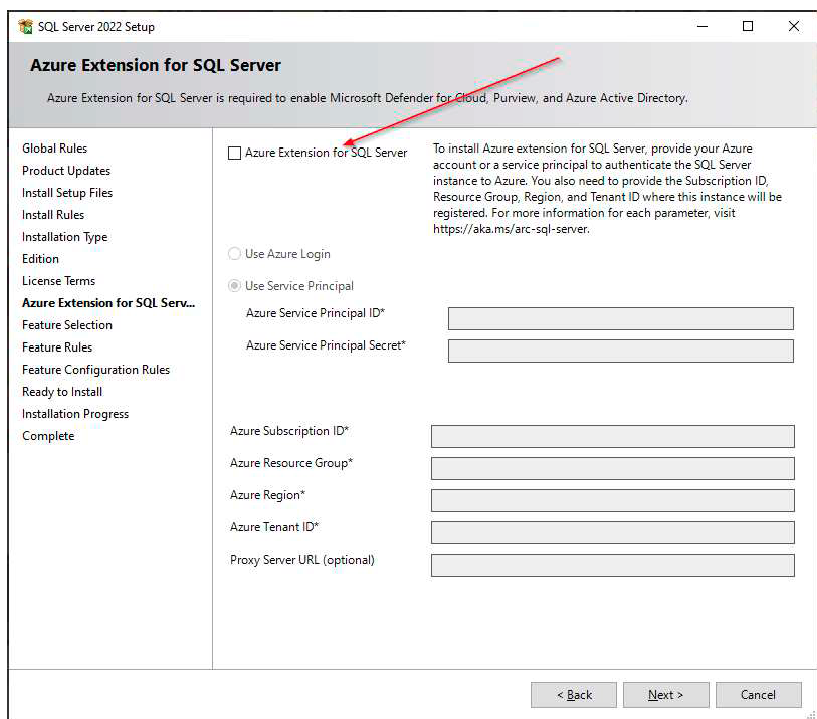 SQL Server 2022 Setup
Azure Extension for SQL Server
Azure Extension for SQL Server is required to enable Microsoft Defender for Cloud, Purview, and Azure Active Directory.
Global Rules
Product Updates
Install Setup Files
Install Rules
Installation Type
Edition
License Terms
Azure Extension for SQL Serv...
Feature Selection
Feature Rules
Feature Configuration Rules
Ready to Install
Installation Progress
Complete
Azure Extension for SQL Server
To install Azure extension for SQL Server, provide your Azure
account or a service principal to authenticate the SQL Server
instance to Azure. You also need to provide the Subscription ID,
Resource Group, Region, and Tenant ID where this instance will be
registered. For more information for each parameter, visit
https://aka.ms/arc-sql-server.
Use Azure Login
Use Service Principal
Azure Service Principal ID*
Azure Service Principal Secret*
Azure Subscription ID*
Azure Resource Group*
Azure Region*
Azure Tenant ID*
Proxy Server URL (optional)
< Back
Next >
Cancel